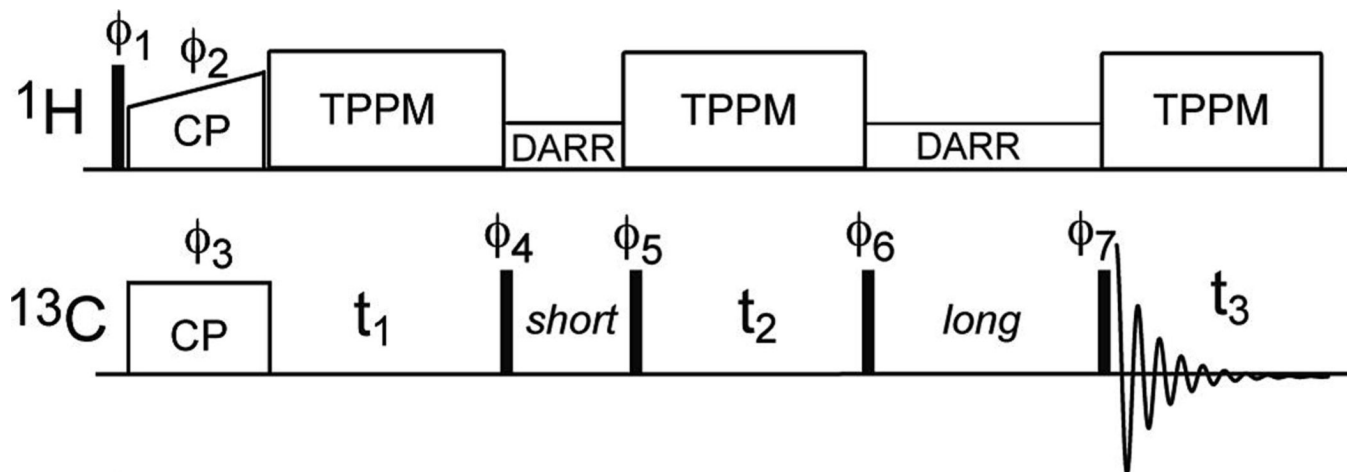 ϕ1 ϕ2
1H CP TPPM DARR TPPM DARR TPPM
ϕ3 ϕ4 ϕ5 ϕ6 ϕ7
13C CP t1 short t2 long t3